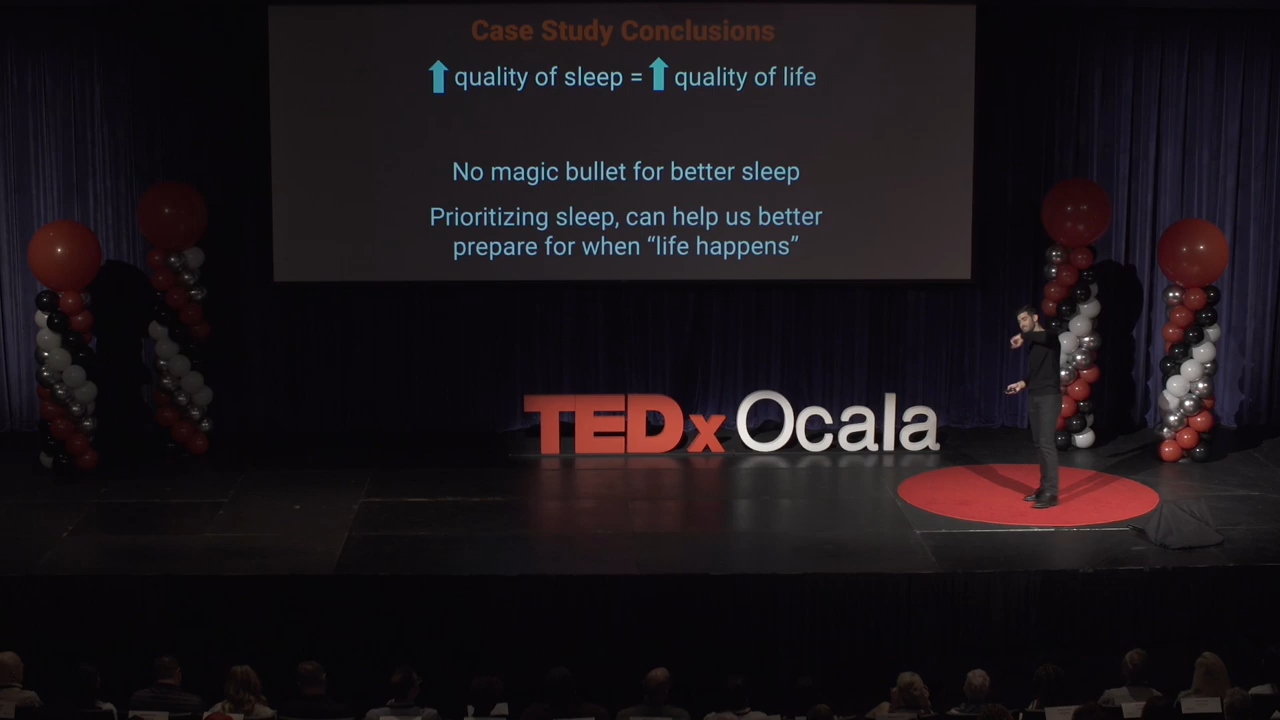 Case Study Conclusions
⬆ quality of sleep = ⬆ quality of life
No magic bullet for better sleep
Prioritizing sleep, can help us better
prepare for when “life happens”
TEDx Ocala